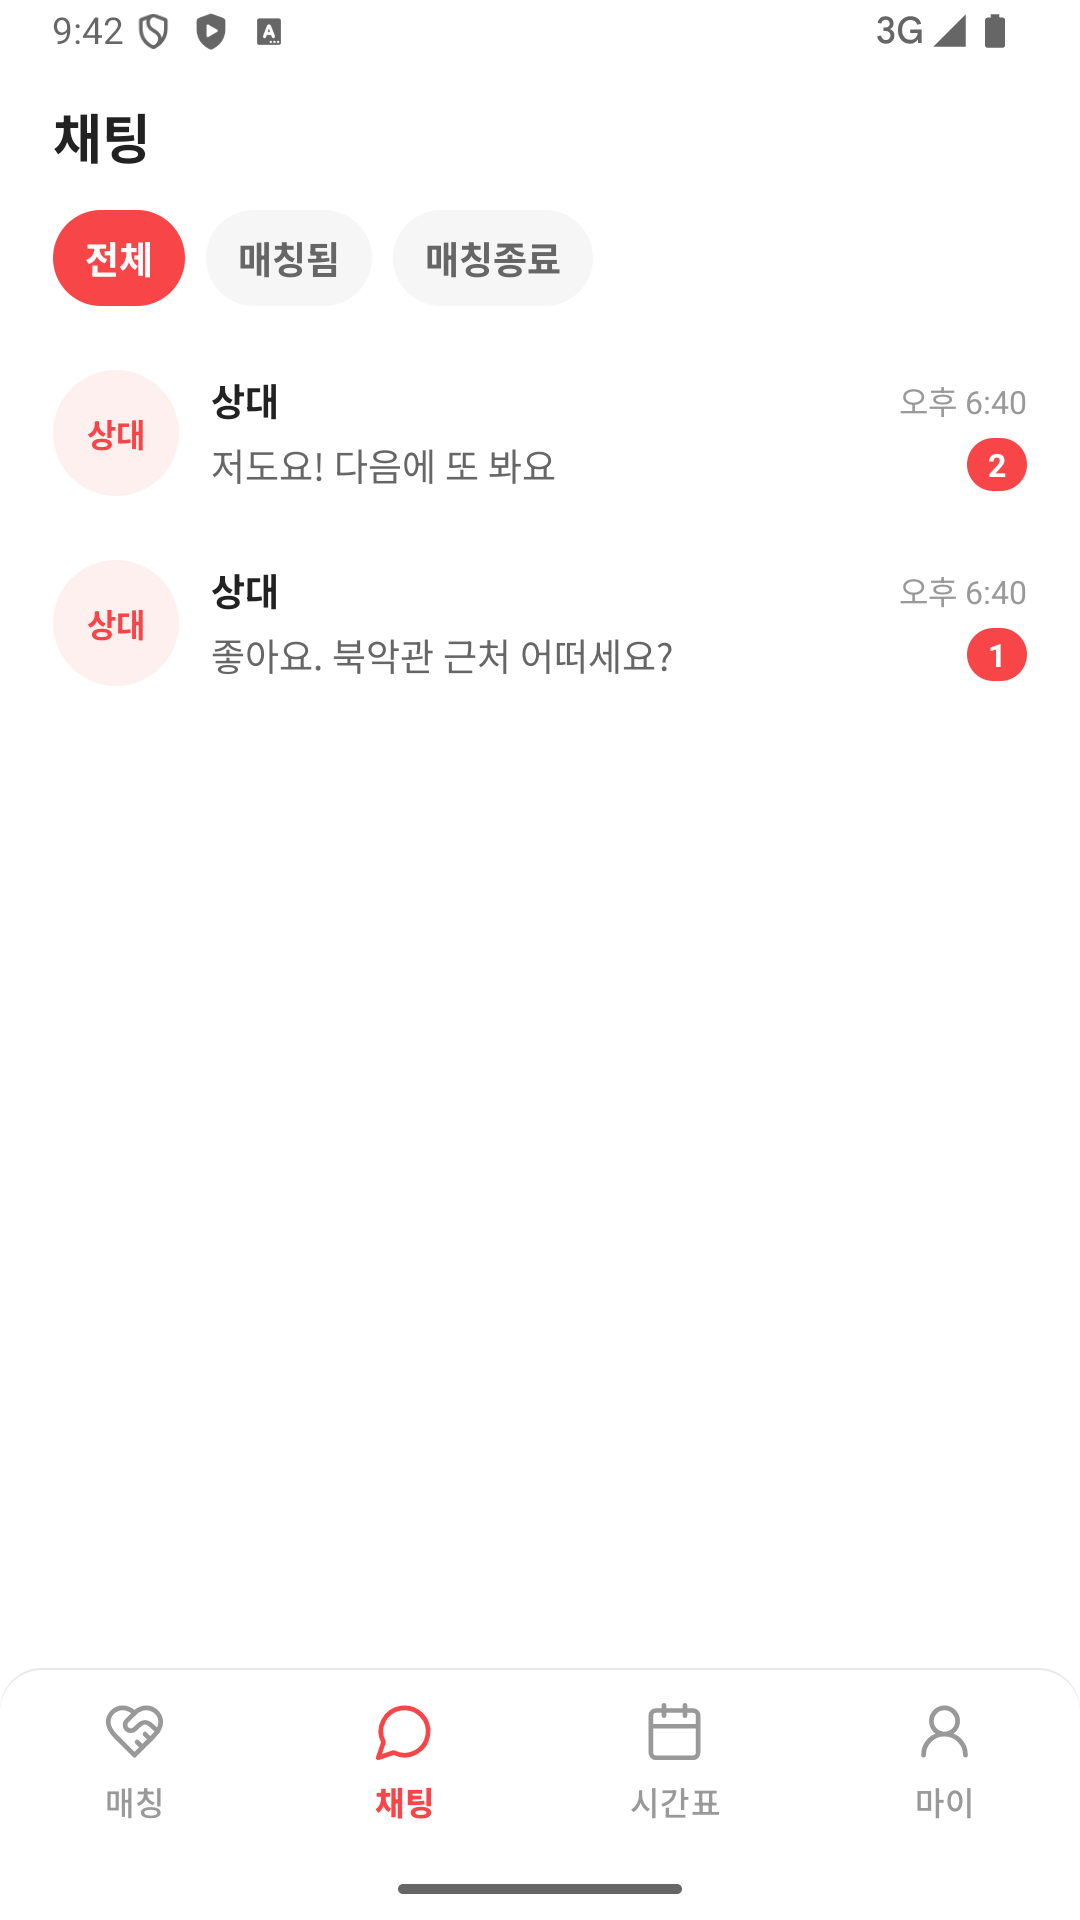 9:42 3G
채팅
전체 매칭됨 매칭종료
상대 상대 오후 6:40
저도요! 다음에 또 봐요 2
상대 상대 오후 6:40
좋아요. 북악관 근처 어떠세요? 1
매칭 채팅 시간표 마이